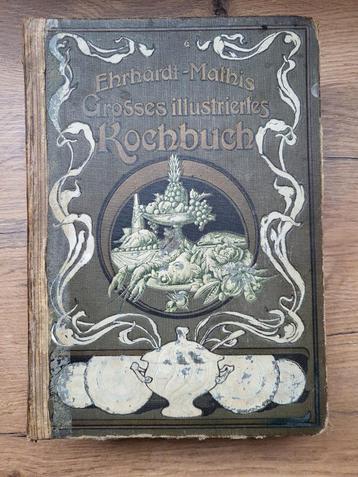 Ehrhardt-Mathis
Grosses illustriertes
Kochbuch